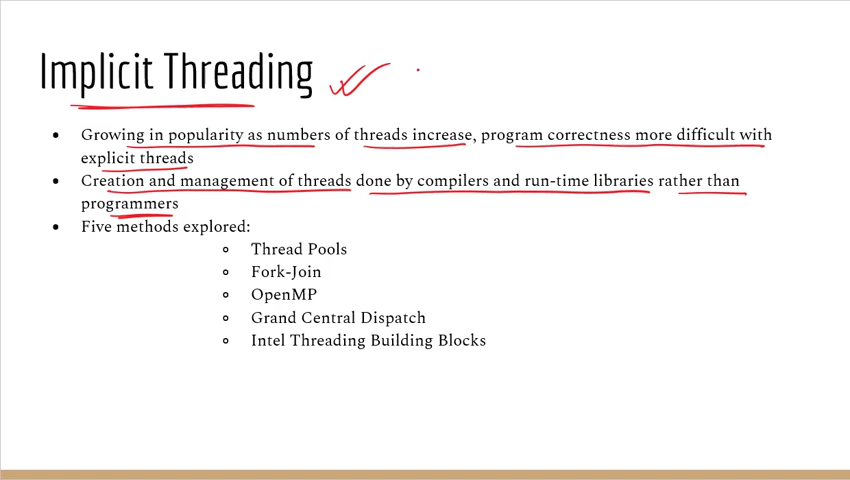 Implicit Threading
Growing in popularity as numbers of threads increase, program correctness more difficult with
explicit threads
Creation and management of threads done by compilers and run-time libraries rather than
programmers
Five methods explored:
Thread Pools
Fork-Join
OpenMP
Grand Central Dispatch
Intel Threading Building Blocks